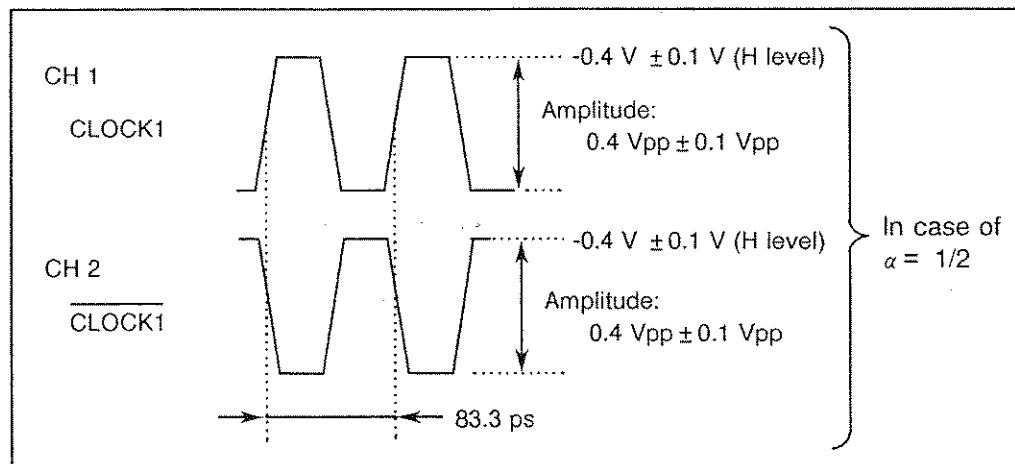 CH 1
CLOCK1
-0.4 V ±0.1 V (H level)
Amplitude:
0.4 Vpp ± 0.1 Vpp
CH 2
CLOCK1
-0.4 V ±0.1 V (H level)
Amplitude:
0.4 Vpp ± 0.1 Vpp
83.3 ps
In case of
α = 1/2